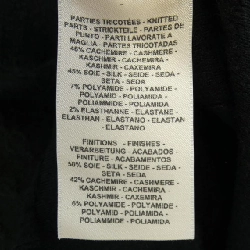 PARTIES TRICOTÉES - KNITTED
PARTS - STRICKTEILE - PARTES DE
PUNTO - PARTI LAVORATE A
MAGLIA - PARTES TRICOTADAS
46% CACHEMIRE - CASHMERE -
KASCHMIR - CACHEMIRA -
KASHMIR - CAXEMIRA
45% SOIE - SILK - SEIDE - SEDA -
SETA - SEDA
7% POLYAMIDE - POLYAMIDE -
POLYAMID - POLIAMIDA -
POLIAMMIDE - POLIAMIDA
2% ELASTHANNE - ELASTANE -
ELASTHAN - ELASTANO - ELASTAN
- ELASTANO
FINITIONS - FINISHES -
VERARBEITUNG - ACABADOS -
FINITURE - ACABAMENTOS
50% SOIE - SILK - SEIDE - SEDA -
SETA - SEDA
42% CACHEMIRE - CASHMERE -
KASCHMIR - CACHEMIRA -
KASHMIR - CAXEMIRA
8% POLYAMIDE - POLYAMIDE -
POLYAMID - POLIAMIDA -
POLIAMMIDE - POLIAMIDA